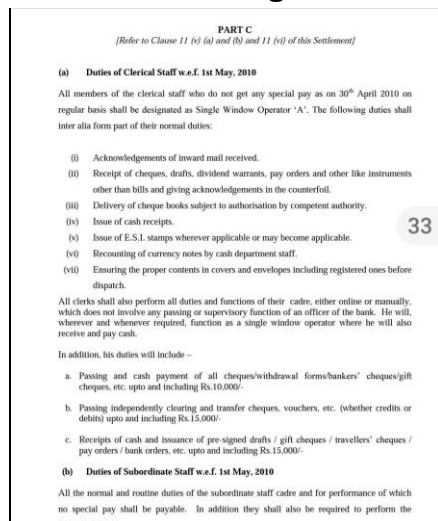 PART C
[Refer to Clause 11 (v) (a) and (b) and 11 (vi) of this Settlement]
(a) Duties of Clerical Staff w.e.f. 1st May, 2010
All members of the clerical staff who do not get any special pay as on 30th April 2010 on
regular basis shall be designated as Single Window Operator 'A'. The following duties shall
inter alia form part of their normal duties:
(i) Acknowledgements of inward mail received.
(ii) Receipt of cheques, drafts, dividend warrants, pay orders and other like instruments
other than bills and giving acknowledgements in the counterfoil.
(iii) Delivery of cheque books subject to authorisation by competent authority.
(iv) Issue of cash receipts.
33
(v) Issue of E.S.I. stamps wherever applicable or may become applicable.
(vi) Recounting of currency notes by cash department staff.
(vii) Ensuring the proper contents in covers and envelopes including registered ones before
dispatch.
All clerks shall also perform all duties and functions of their cadre, either online or manually,
which does not involve any passing or supervisory function of an officer of the bank. He will,
wherever and whenever required, function as a single window operator where he will also
receive and pay cash.
In addition, his duties will include –
a. Passing and cash payment of all cheques/withdrawal forms/bankers' cheques/gift
cheques, etc. upto and including Rs.10,000/-
b. Passing independently clearing and transfer cheques, vouchers, etc. (whether credits or
debits) upto and including Rs.15,000/-
c. Receipts of cash and issuance of pre-signed drafts / gift cheques / travellers' cheques /
pay orders / bank orders, etc. upto and including Rs.15,000/-
(b) Duties of Subordinate Staff w.e.f. 1st May, 2010
All the normal and routine duties of the subordinate staff cadre and for performance of which
no special pay shall be payable. In addition they shall also be required to perform the